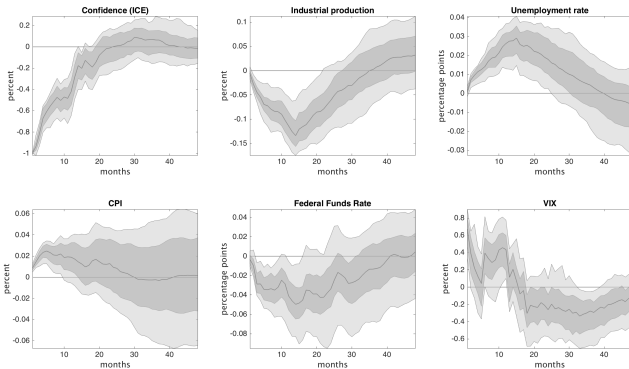 Confidence (ICE)
percent
0.2
0
-0.2
-0.4
-0.6
-0.8
-1
10 20 30 40
months
Industrial production
percent
0.1
0.05
0
-0.05
-0.1
-0.15
10 20 30 40
months
Unemployment rate
percentage points
0.04
0.03
0.02
0.01
0
-0.01
-0.02
-0.03
10 20 30 40
months
CPI
percent
0.06
0.04
0.02
0
-0.02
-0.04
-0.06
10 20 30 40
months
Federal Funds Rate
percentage points
0.04
0.02
0
-0.02
-0.04
-0.06
-0.08
10 20 30 40
months
VIX
percent
0.8
0.6
0.4
0.2
0
-0.2
-0.4
-0.6
10 20 30 40
months